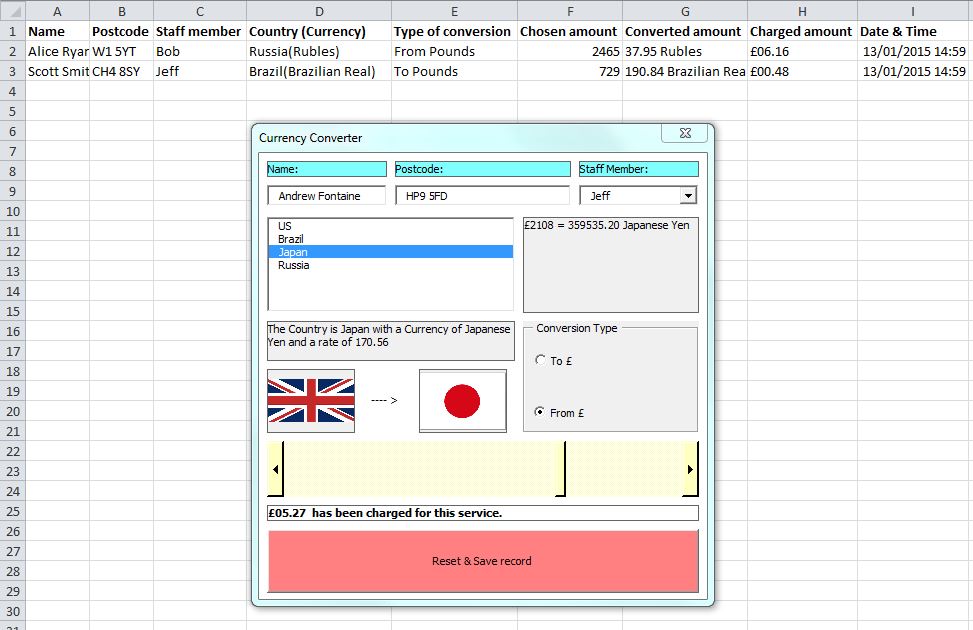 A B C D E F G H I
1 Name Postcode Staff member Country (Currency) Type of conversion Chosen amount Converted amount Charged amount Date & Time
2 Alice Ryan W1 5YT Bob Russia(Rubles) From Pounds 2465 37.95 Rubles £06.16 13/01/2015 14:59
3 Scott Smit CH4 8SY Jeff Brazil(Brazilian Real) To Pounds 729 190.84 Brazilian Rea £00.48 13/01/2015 14:59
4
5
6
Currency Converter
7
8
Name: Postcode: Staff Member:
9
Andrew Fontaine HP9 5FD Jeff
10
11
US £2108 = 359535.20 Japanese Yen
Brazil
12
Japan
Russia
13
14
15
16
The Country is Japan with a Currency of Japanese Conversion Type
Yen and a rate of 170.56
17
18
To £
19
20
----&gt;
From £
21
22
23
24
25
£05.27 has been charged for this service.
26
27
Reset & Save record
28
29
30
31